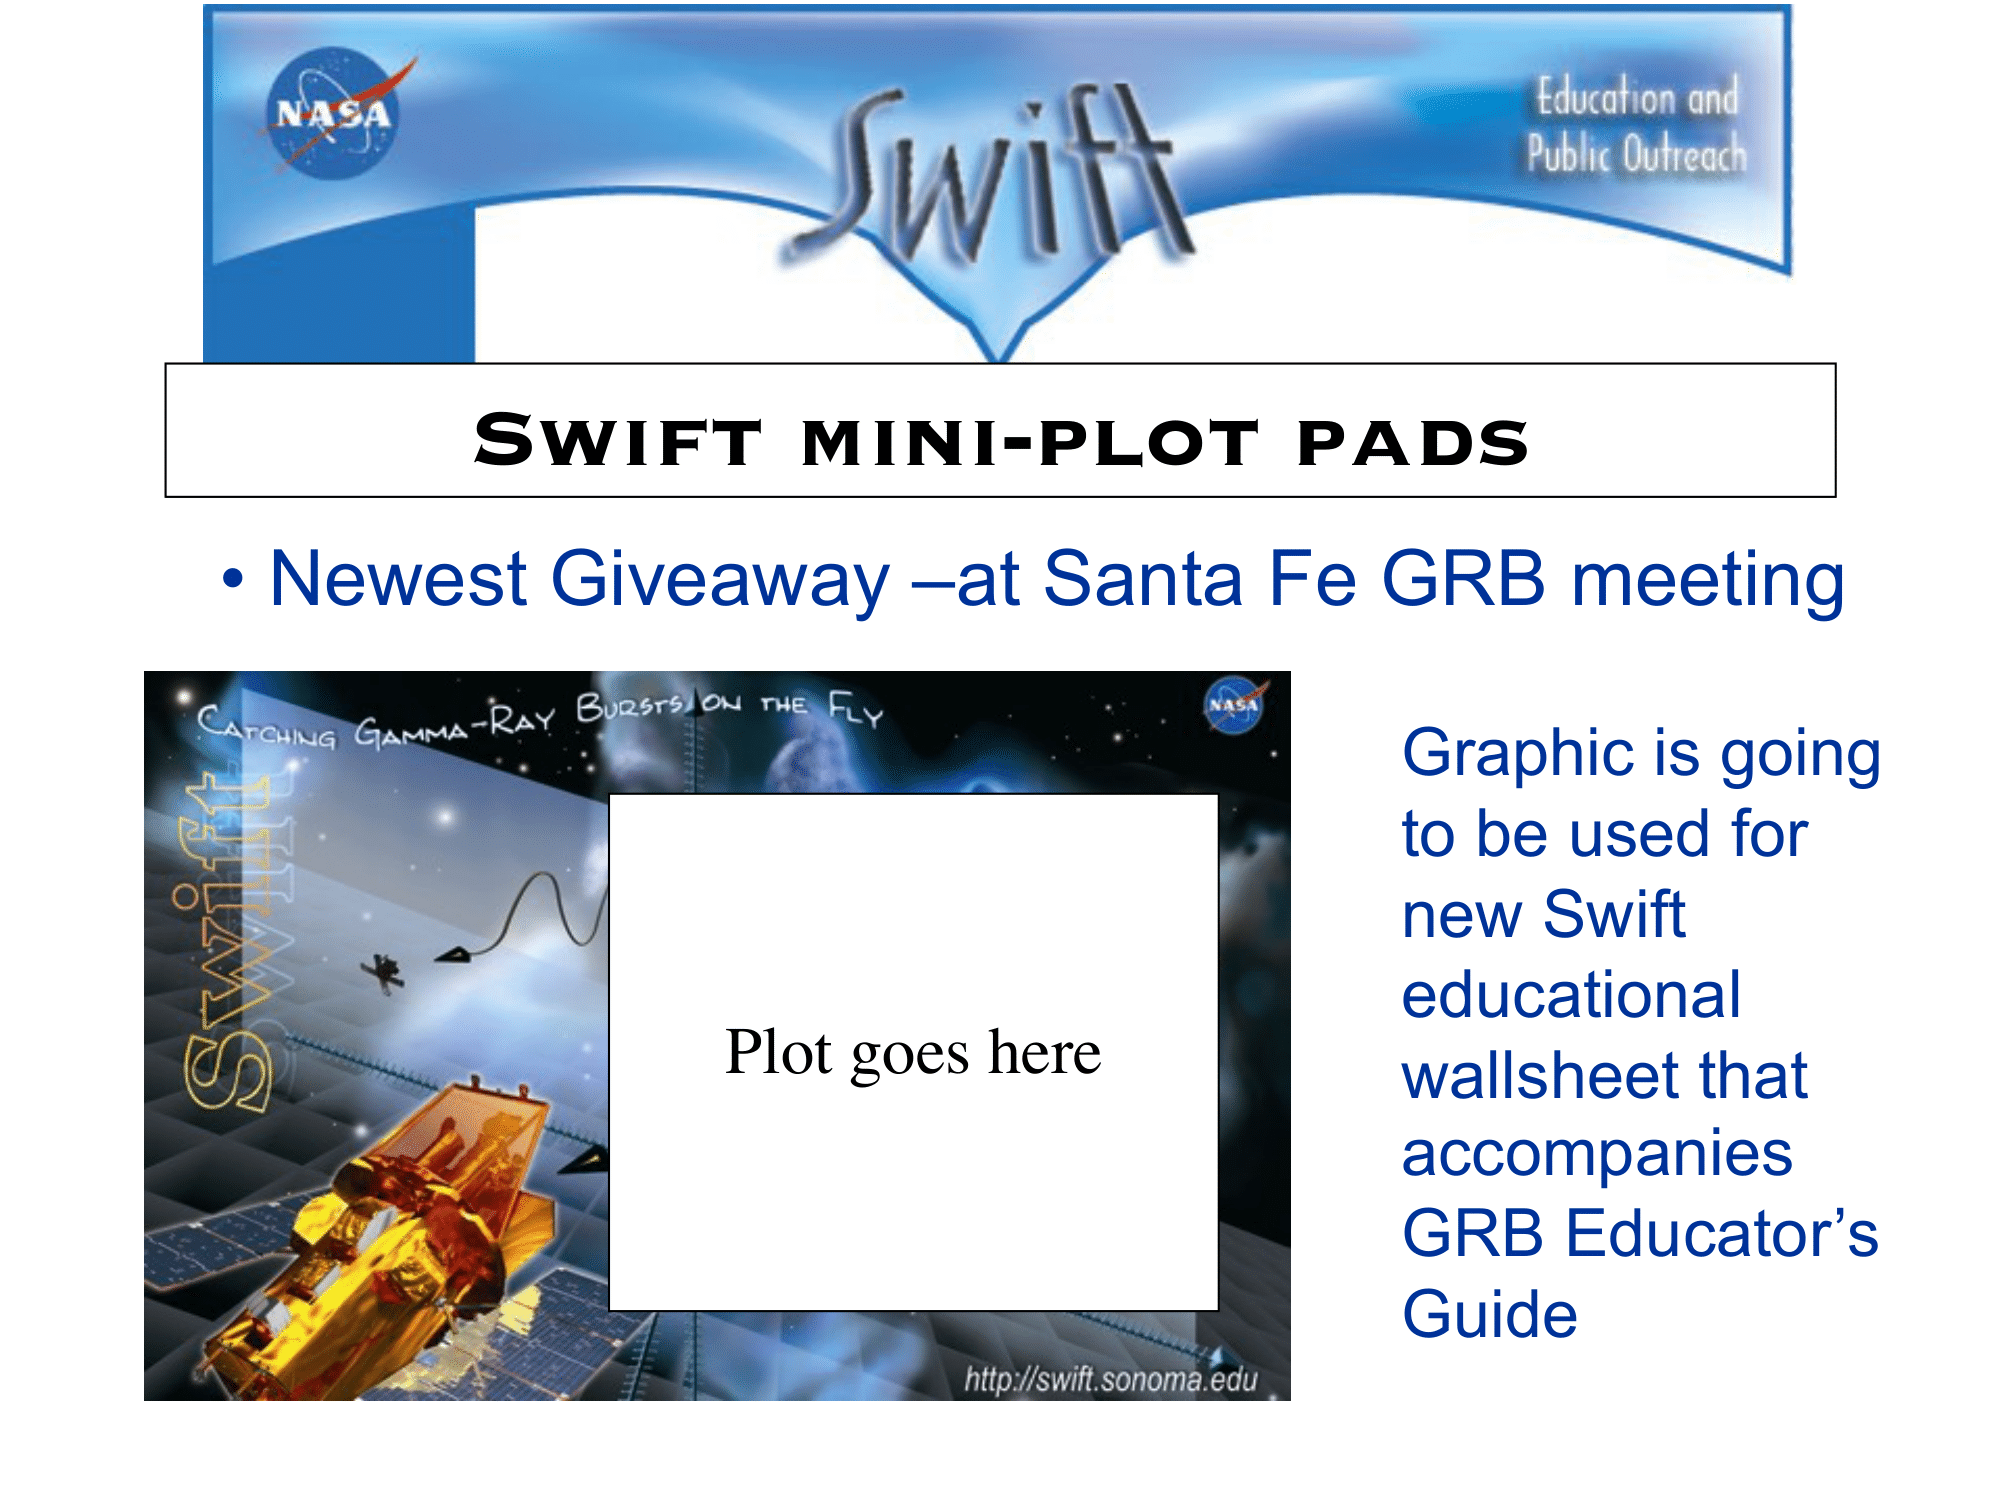 NASA
Swift
Education and
Public Outreach
SWIFT MINI-PLOT PADS
• Newest Giveaway –at Santa Fe GRB meeting
CATCHING GAMMA-RAY BURSTS ON THE FLY
NASA
Swift
Plot goes here
http://swift.sonoma.edu
Graphic is going
to be used for
new Swift
educational
wallsheet that
accompanies
GRB Educator’s
Guide